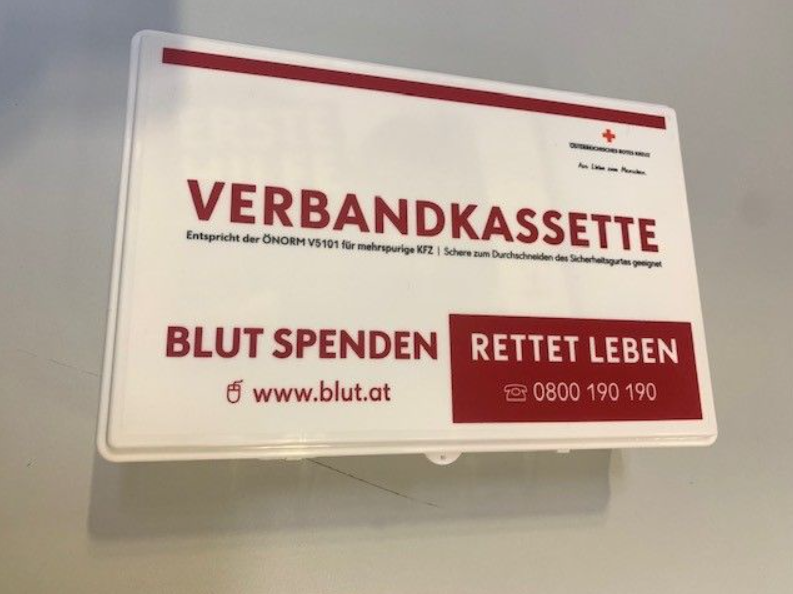 ÖSTERREICHISCHES ROTES KREUZ
Aus Liebe zum Menschen.
VERBANDKASSETTE
Entspricht der ÖNORM V5101 für mehrspurige KFZ | Schere zum Durchschneiden des Sicherheitsgurtes geeignet
BLUT SPENDEN RETTET LEBEN
www.blut.at 0800 190 190